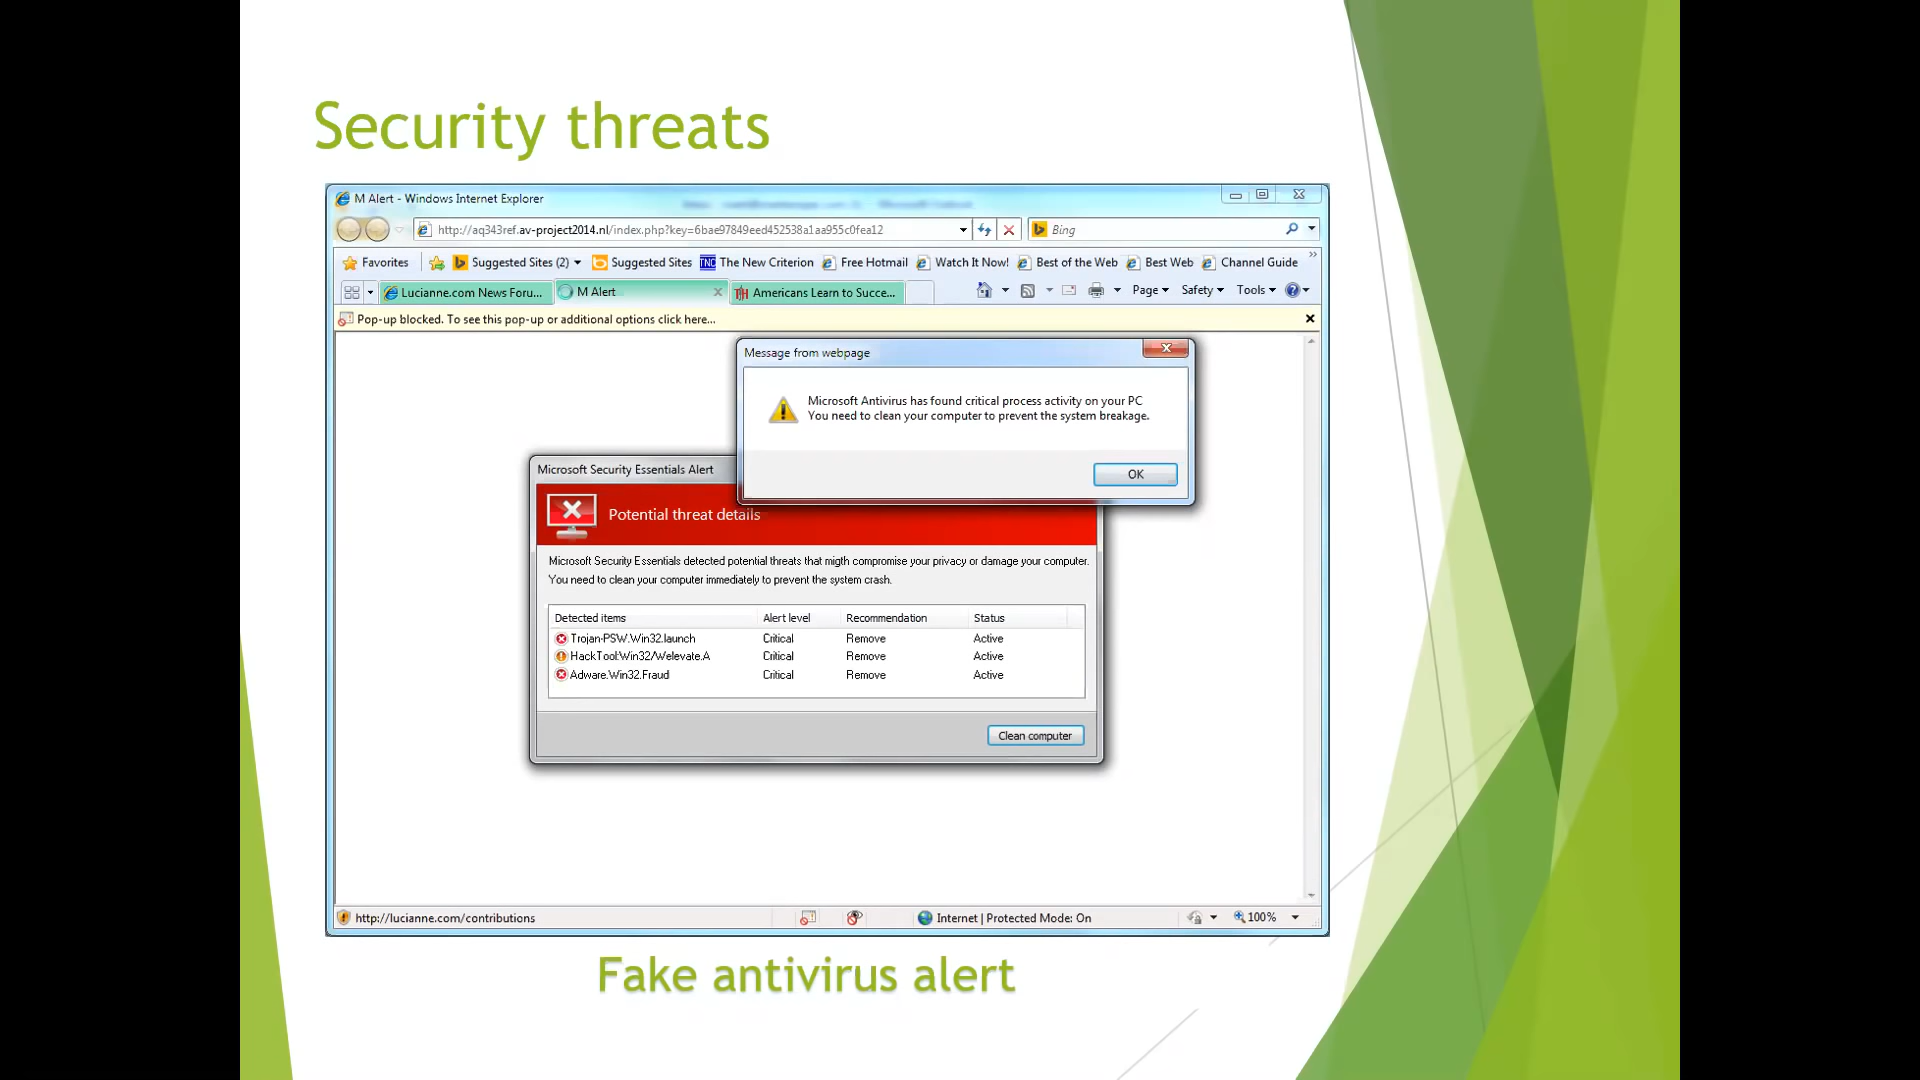 Security threats
M Alert - Windows Internet Explorer
http://aq343ref.av-project2014.nl/index.php?key=6bae97849eed452538a1aa955c0fea12
Bing
Favorites
Suggested Sites (2)
Suggested Sites
TNC The New Criterion
Free Hotmail
Watch It Now!
Best of the Web
Best Web
Channel Guide
Lucianne.com News Foru...
M Alert
Americans Learn to Succe...
Page
Safety
Tools
Pop-up blocked. To see this pop-up or additional options click here...
Message from webpage
Microsoft Antivirus has found critical process activity on your PC
You need to clean your computer to prevent the system breakage.
OK
Microsoft Security Essentials Alert
Potential threat details
Microsoft Security Essentials detected potential threats that migth compromise your privacy or damage your computer.
You need to clean your computer immediately to prevent the system crash.
Detected items Alert level Recommendation Status
Trojan-PSW.Win32.launch Critical Remove Active
HackTool:Win32/Welevate.A Critical Remove Active
Adware.Win32.Fraud Critical Remove Active
Clean computer
http://lucianne.com/contributions
Internet | Protected Mode: On
100%
Fake antivirus alert